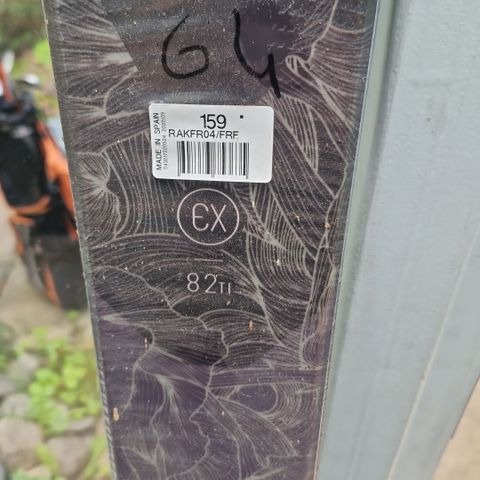 64
159
RAKFR04/FRF
MADE IN SPAIN
EX
82TI